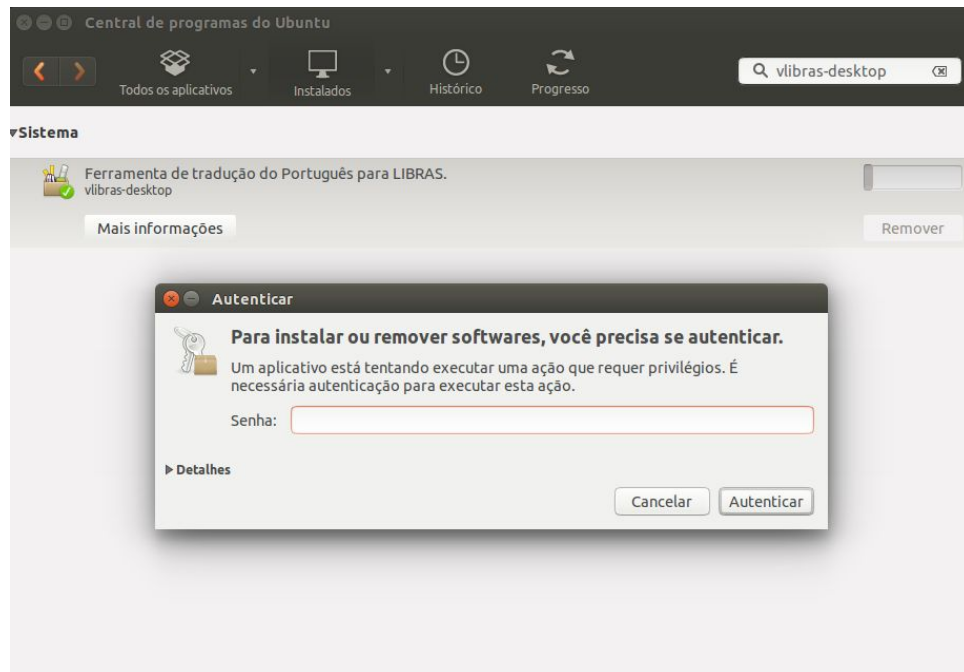 Central de programas do Ubuntu
Todos os aplicativos
Instalados
Histórico
Progresso
vlibras-desktop
Sistema
Ferramenta de tradução do Português para LIBRAS.
vlibras-desktop
Mais informações
Remover
Autenticar
Para instalar ou remover softwares, você precisa se autenticar.
Um aplicativo está tentando executar uma ação que requer privilégios. É
necessária autenticação para executar esta ação.
Senha:
Detalhes
Cancelar
Autenticar